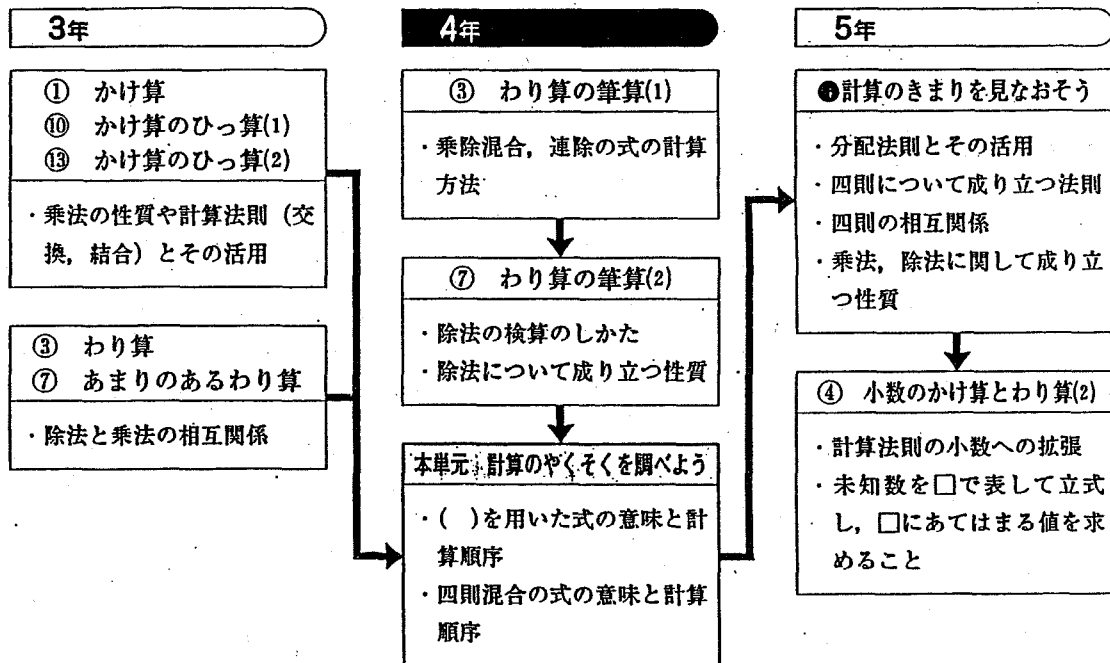 3年
① かけ算
⑩ かけ算のひっ算(1)
⑬ かけ算のひっ算(2)
・乗法の性質や計算法則(交
換,結合)とその活用
③ わり算
⑦ あまりのあるわり算
・除法と乗法の相互関係
4年
③ わり算の筆算(1)
・乗除混合,連除の式の計算
方法
⑦ わり算の筆算(2)
・除法の検算のしかた
・除法について成り立つ性質
本単元 計算のやくそくを調べよう
・( )を用いた式の意味と計
算順序
・四則混合の式の意味と計算
順序
5年
計算のきまりを見なおそう
・分配法則とその活用
・四則について成り立つ法則
・四則の相互関係
・乗法,除法に関して成り立
つ性質
④ 小数のかけ算とわり算(2)
・計算法則の小数への拡張
・未知数を□で表して立式
し,□にあてはまる値を求
めること